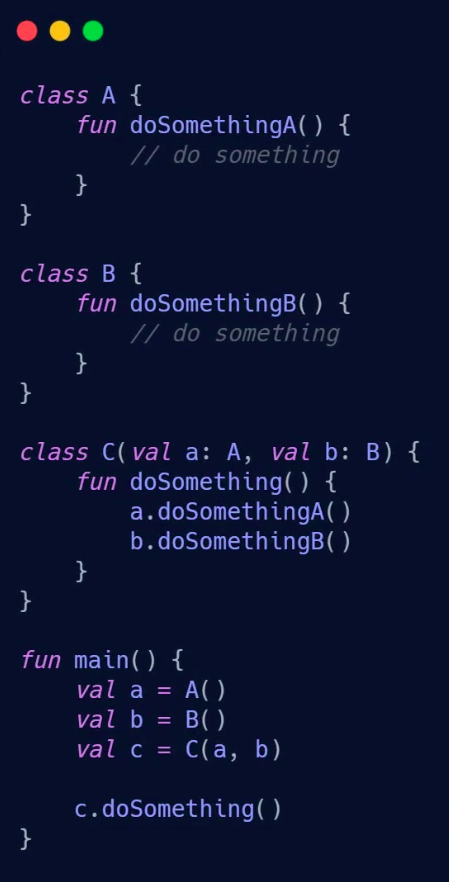 class A {
    fun doSomethingA() {
        // do something
    }
}

class B {
    fun doSomethingB() {
        // do something
    }
}

class C(val a: A, val b: B) {
    fun doSomething() {
        a.doSomethingA()
        b.doSomethingB()
    }
}

fun main() {
    val a = A()
    val b = B()
    val c = C(a, b)

    c.doSomething()
}